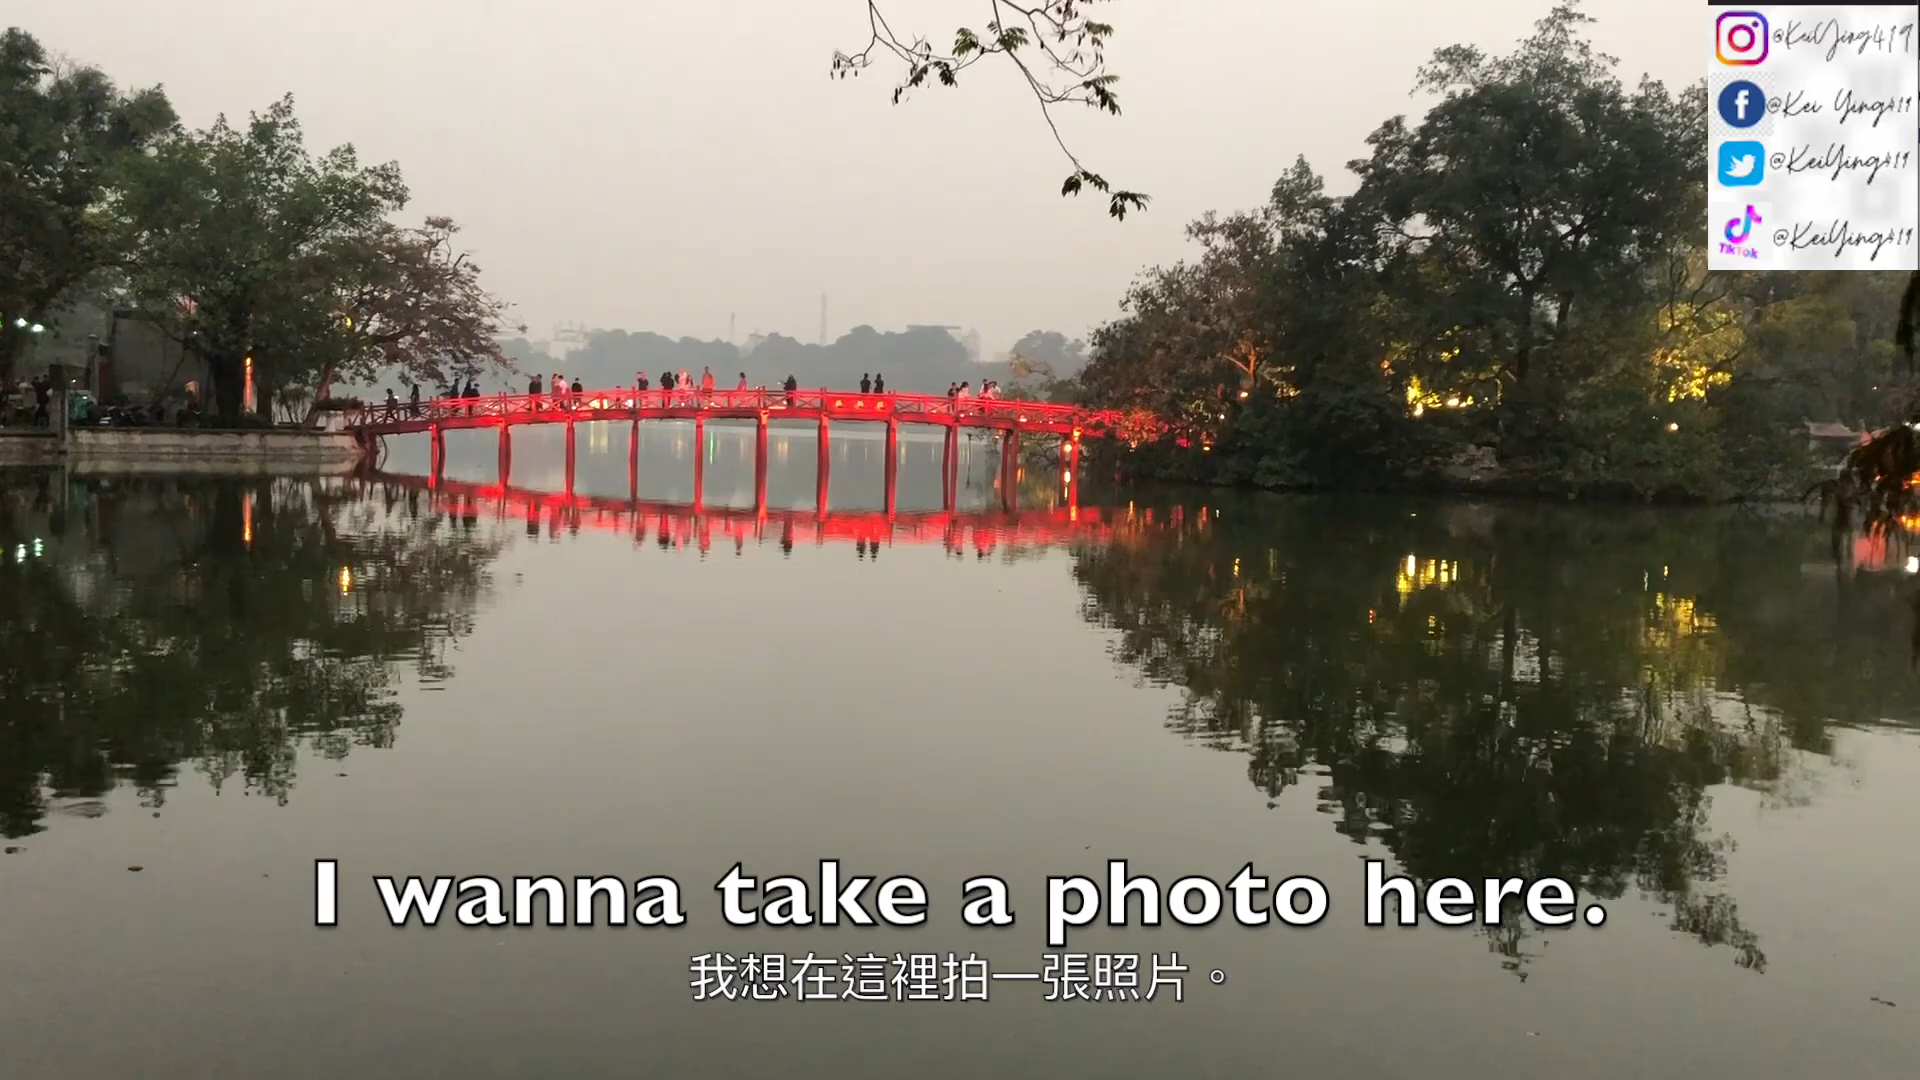 @KeiYing419
@Kei Ying419
@KeiYing419
TikTok
@KeiYing419
I wanna take a photo here.
我想在這裡拍一張照片。